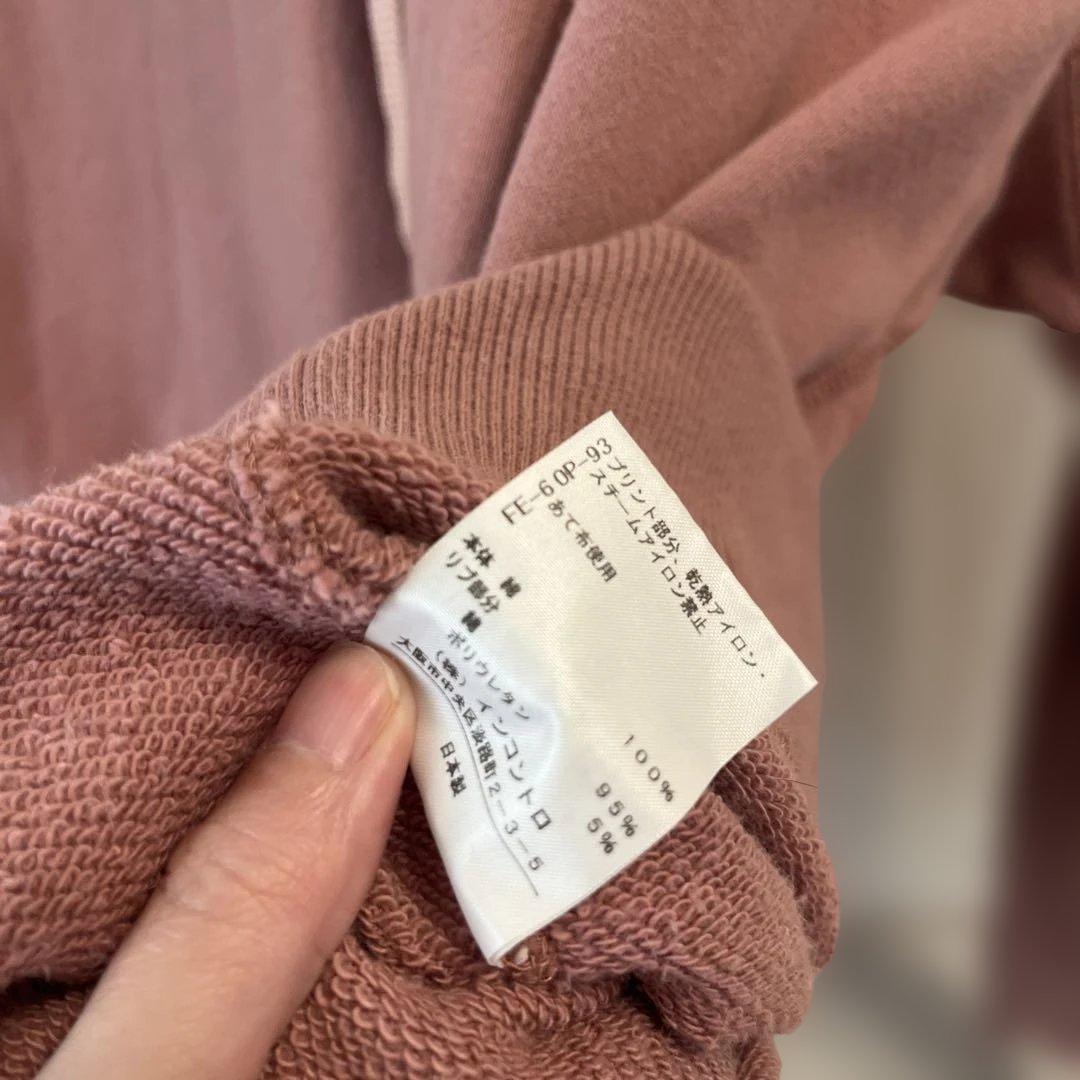 プリント部分、乾熱アイロン・
スチームアイロン禁止
FE-60P-93
あて布使用
本体 綿 100%
リブ部分
綿 95%
ポリウレタン 5%
(株)インコントロ
大阪市中央区淡路町2-3-5
日本製